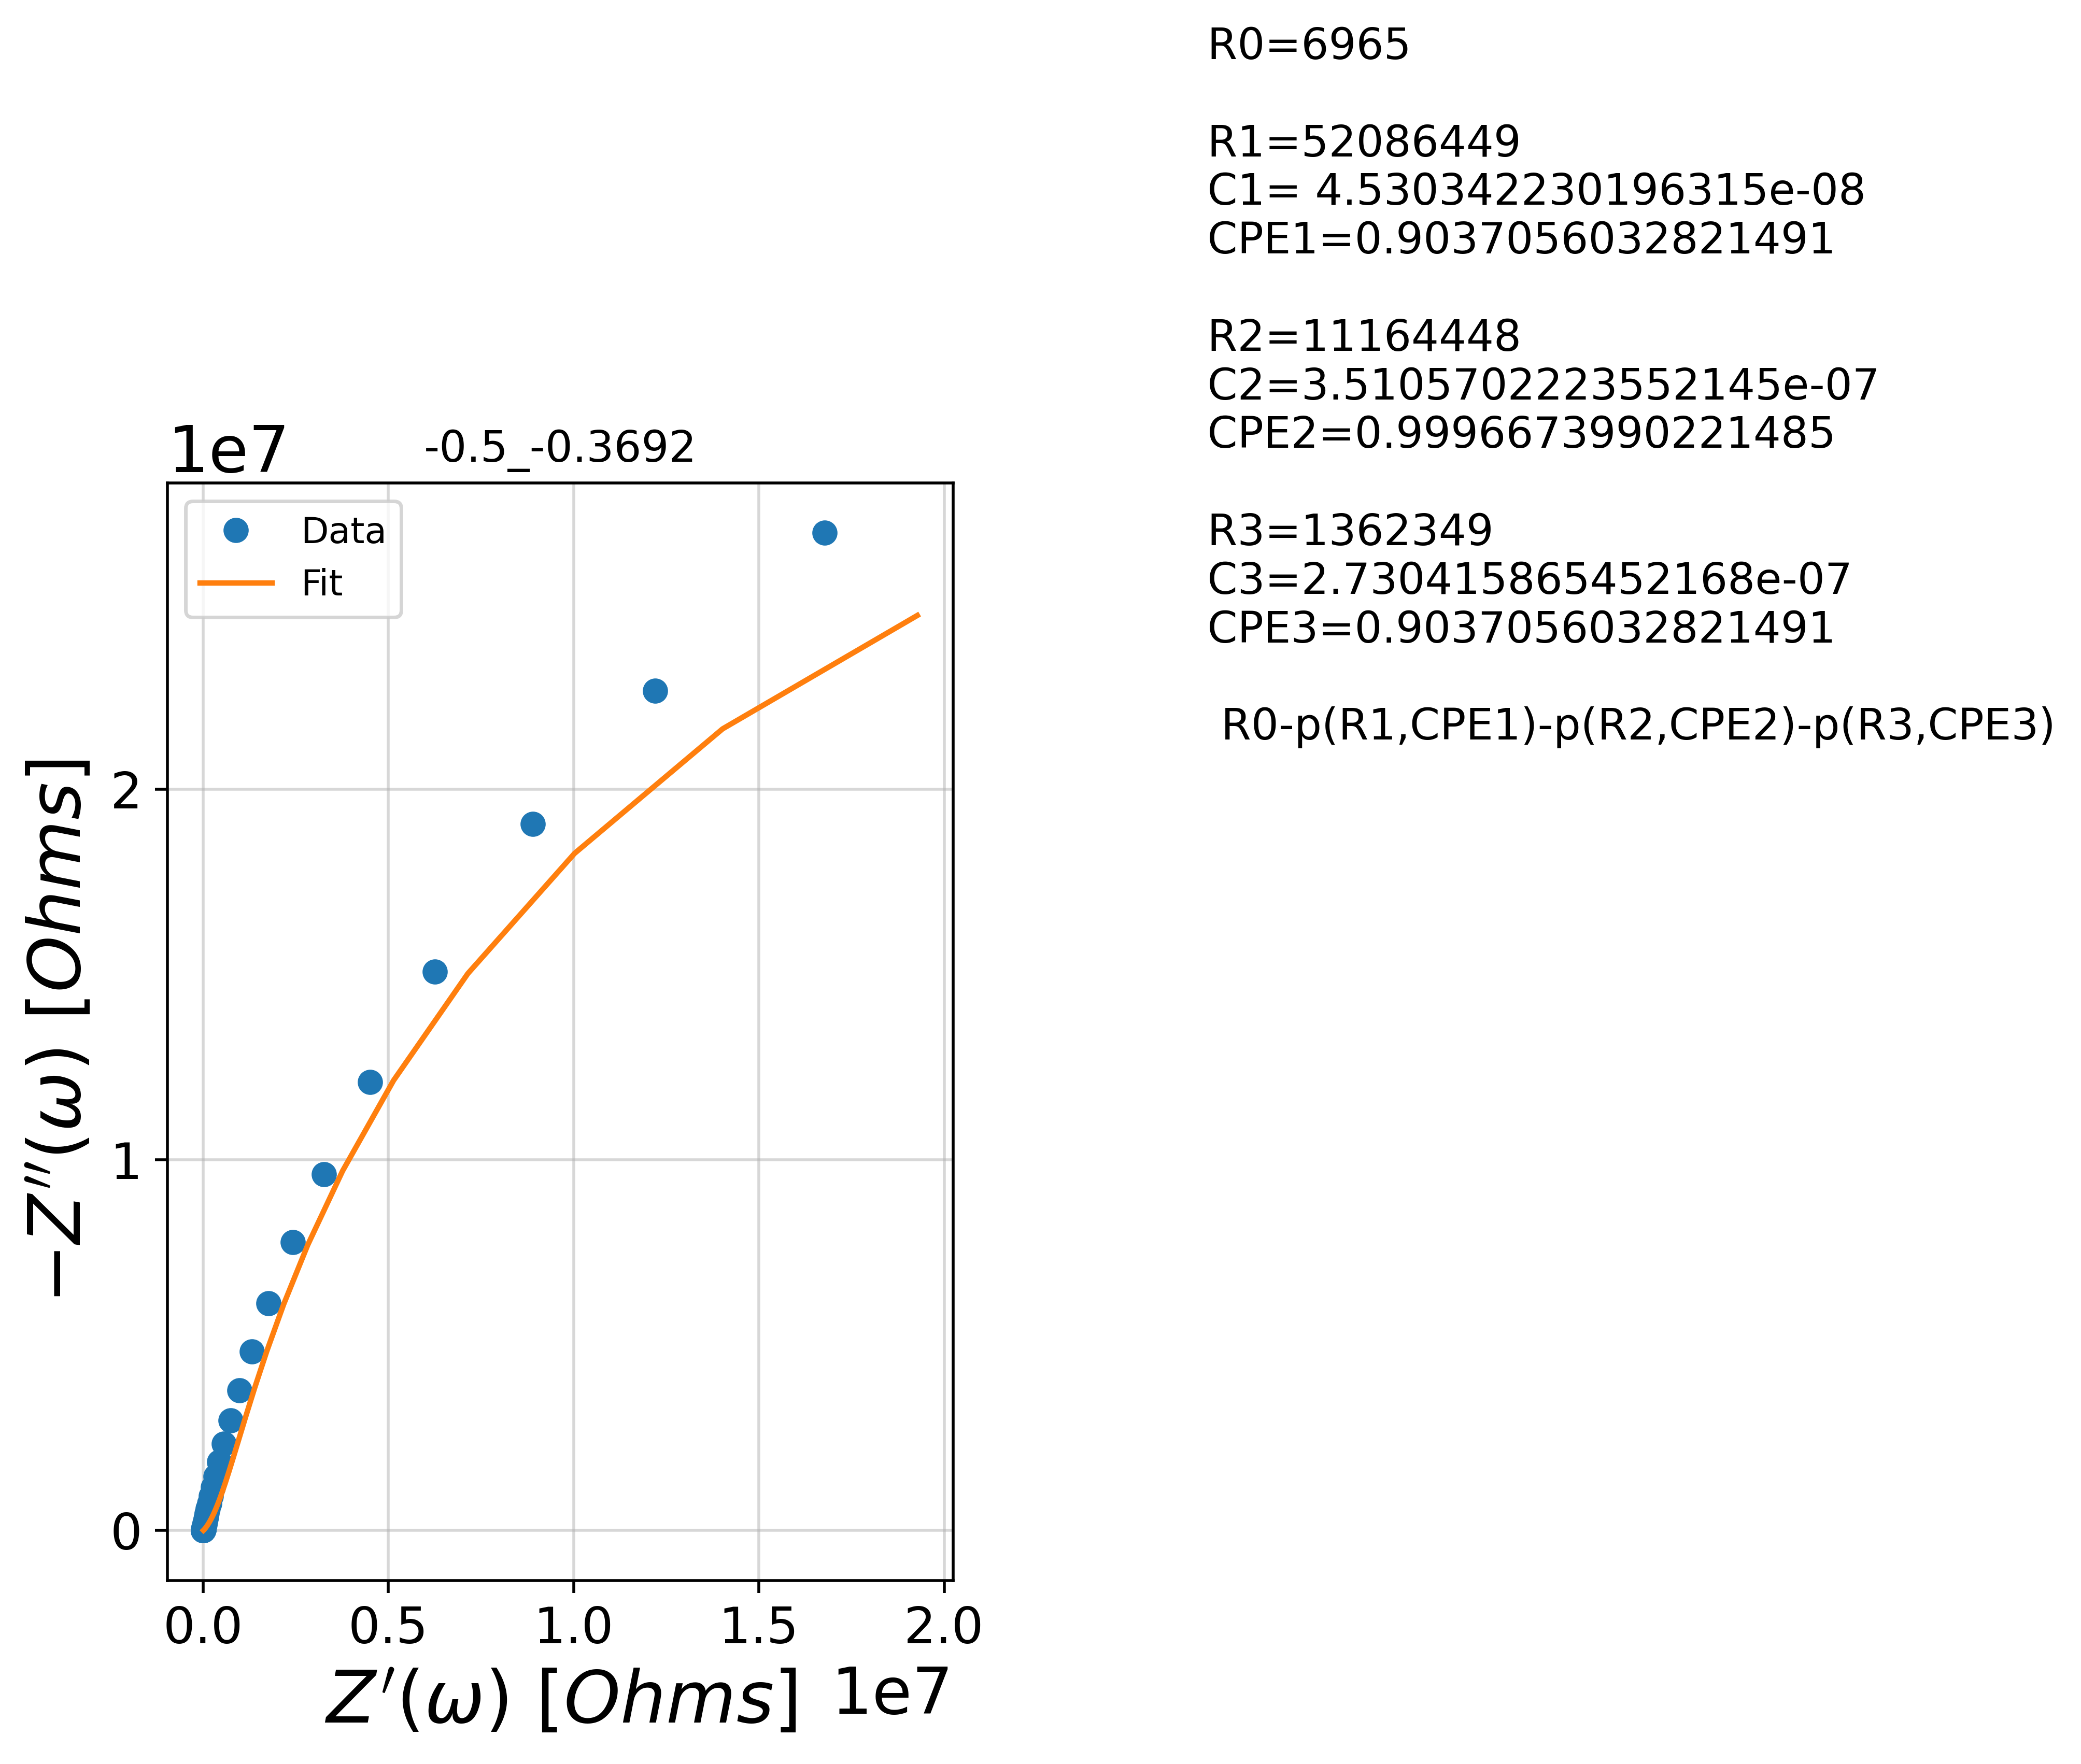 R0=6965
R1=52086449
C1= 4.530342230196315e-08
CPE1=0.9037056032821491
R2=11164448
C2=3.5105702223552145e-07
CPE2=0.9996673990221485
R3=1362349
C3=2.730415865452168e-07
CPE3=0.9037056032821491
R0-p(R1,CPE1)-p(R2,CPE2)-p(R3,CPE3)
1e7
-0.5_-0.3692
Data
Fit
2
1
0
−Z′′(ω) [Ohms]
0.0 0.5 1.0 1.5 2.0
Z′(ω) [Ohms]
1e7